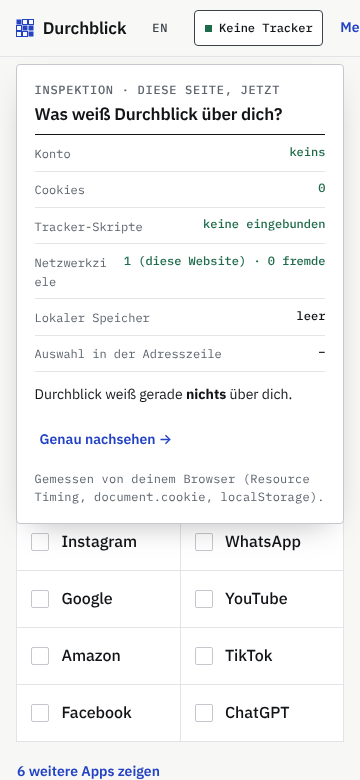 Durchblick EN Keine Tracker Me
INSPEKTION · DIESE SEITE, JETZT
Was weiß Durchblick über dich?
Konto keins
Cookies 0
Tracker-Skripte keine eingebunden
Netzwerkzi 1 (diese Website) · 0 fremde
ele
Lokaler Speicher leer
Auswahl in der Adresszeile –
Durchblick weiß gerade nichts über dich.
Genau nachsehen →
Gemessen von deinem Browser (Resource
Timing, document.cookie, localStorage).
Instagram WhatsApp
Google YouTube
Amazon TikTok
Facebook ChatGPT
6 weitere Apps zeigen